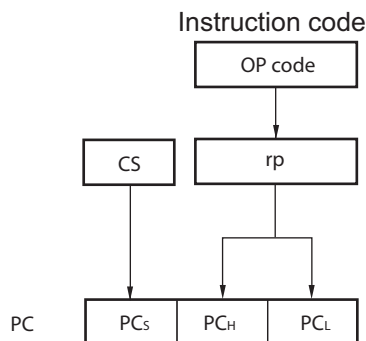 Instruction code
OP code
CS
rp
PC
PCS
PCH
PCL